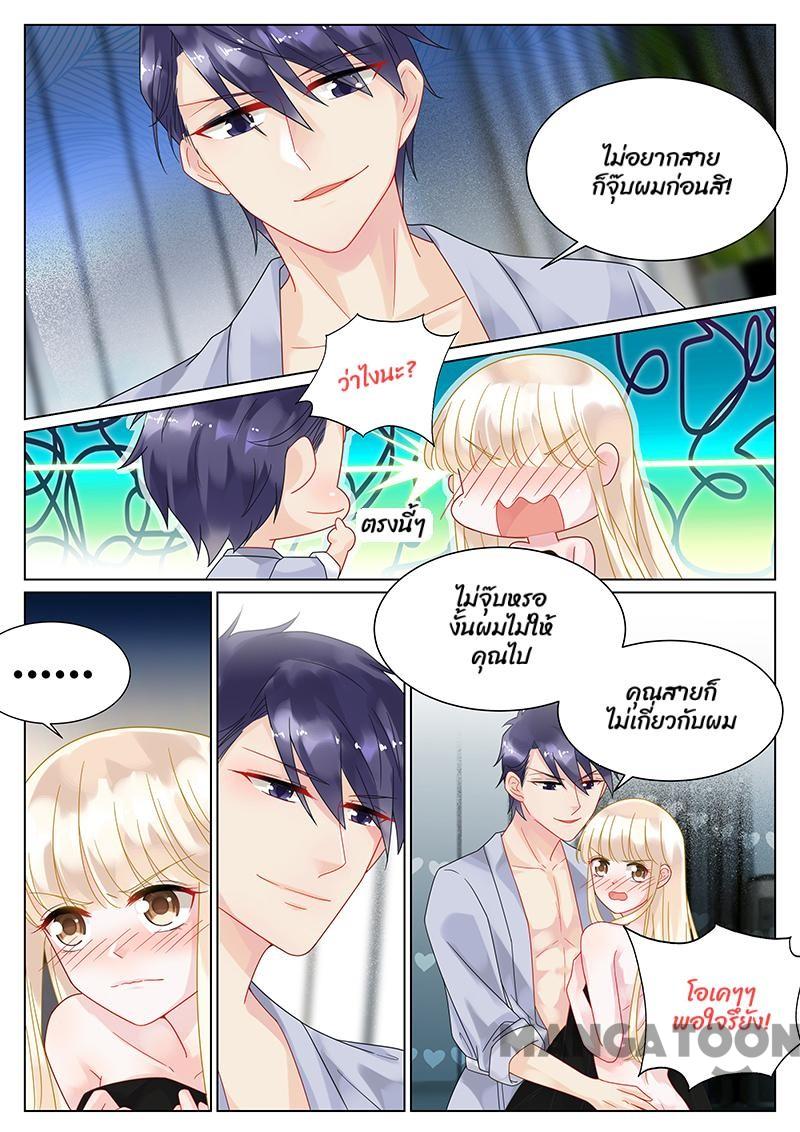 ไม่อยากสาย
ก็จุ๊บผมก่อนสิ!
ว่าไงนะ?
ตรงนี้ๆ
ไม่จุ๊บหรอ
งั้นผมไม่ให้
คุณไป
••••••
คุณสายก็
ไม่เกี่ยวกับผม
โอเคๆๆ
พอใจรึยัง!
MANGATOON